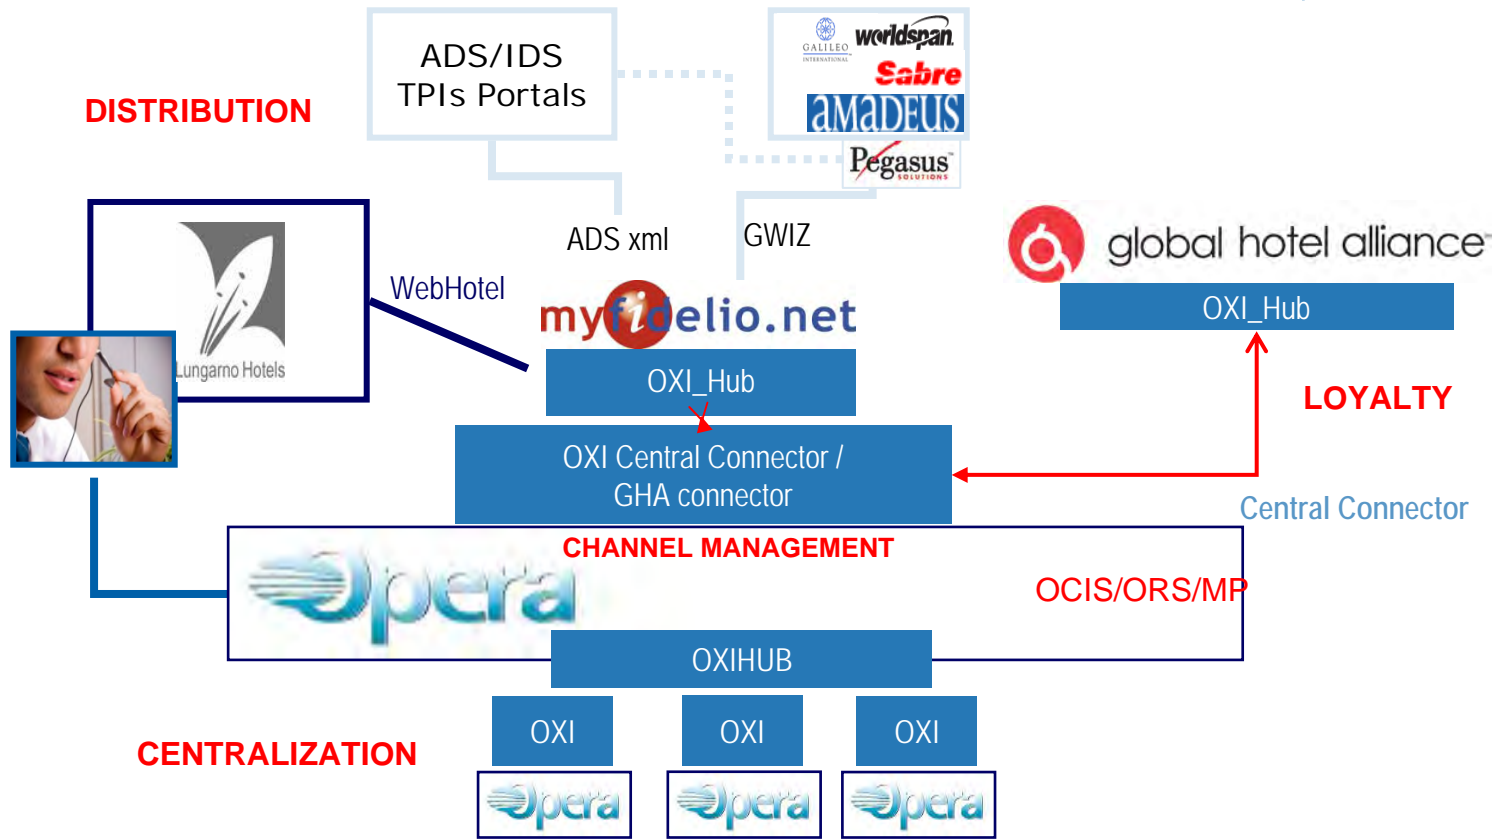 ADS/IDS
TPIs Portals
GALILEO
INTERNATIONAL
worldspan
Sabre
AMADEUS
Pegasus
SOLUTIONS
DISTRIBUTION
ADS xml
GWIZ
Lungarno Hotels
WebHotel
myfidelio.net
OXI_Hub
global hotel alliance
OXI_Hub
LOYALTY
OXI Central Connector /
GHA connector
Central Connector
CHANNEL MANAGEMENT
Opera
OCIS/ORS/MP
OXIHUB
OXI
OXI
OXI
CENTRALIZATION
Opera
Opera
Opera